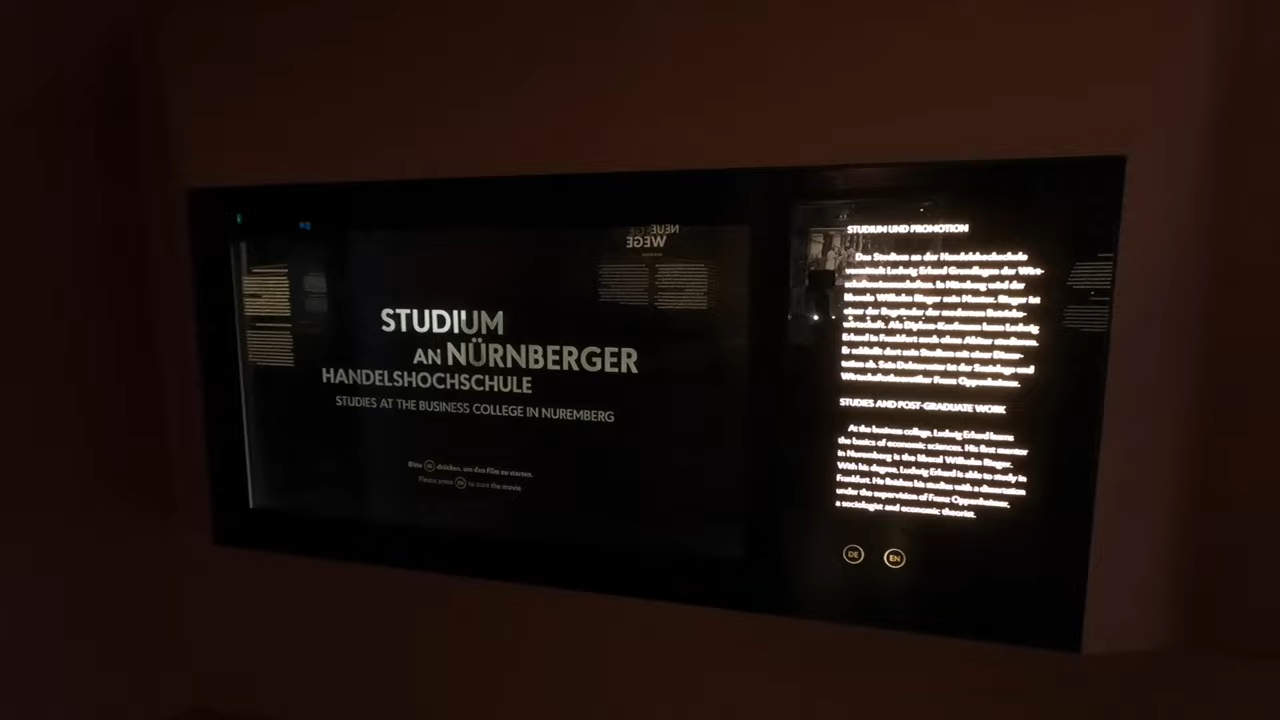 NEUE
WEGE
STUDIUM
AN NÜRNBERGER
HANDELSHOCHSCHULE
STUDIES AT THE BUSINESS COLLEGE IN NUREMBERG
Bitte DE drücken, um den Film zu starten.
Please press EN to start the movie.
STUDIUM UND PROMOTION
Das Studium an der Handelshochschule
vermittelt Ludwig Erhard Grundlagen der Wirt-
schaftswissenschaften. In Nürnberg wird der
liberale Wilhelm Rieger sein Mentor. Rieger ist
einer der Begründer der modernen Betriebs-
wirtschaft. Als Diplom-Kaufmann kann Ludwig
Erhard in Frankfurt auch ohne Abitur studieren.
Er schließt dort sein Studium mit einer Disser-
tation ab. Sein Doktorvater ist der Soziologe und
Wirtschaftstheoretiker Franz Oppenheimer.
STUDIES AND POST-GRADUATE WORK
At the business college, Ludwig Erhard learns
the basics of economic sciences. His first mentor
in Nuremberg is the liberal Wilhelm Rieger.
With his degree, Ludwig Erhard is able to study in
Frankfurt. He finishes his studies with a dissertation
under the supervision of Franz Oppenheimer,
a sociologist and economic theorist.
DE EN